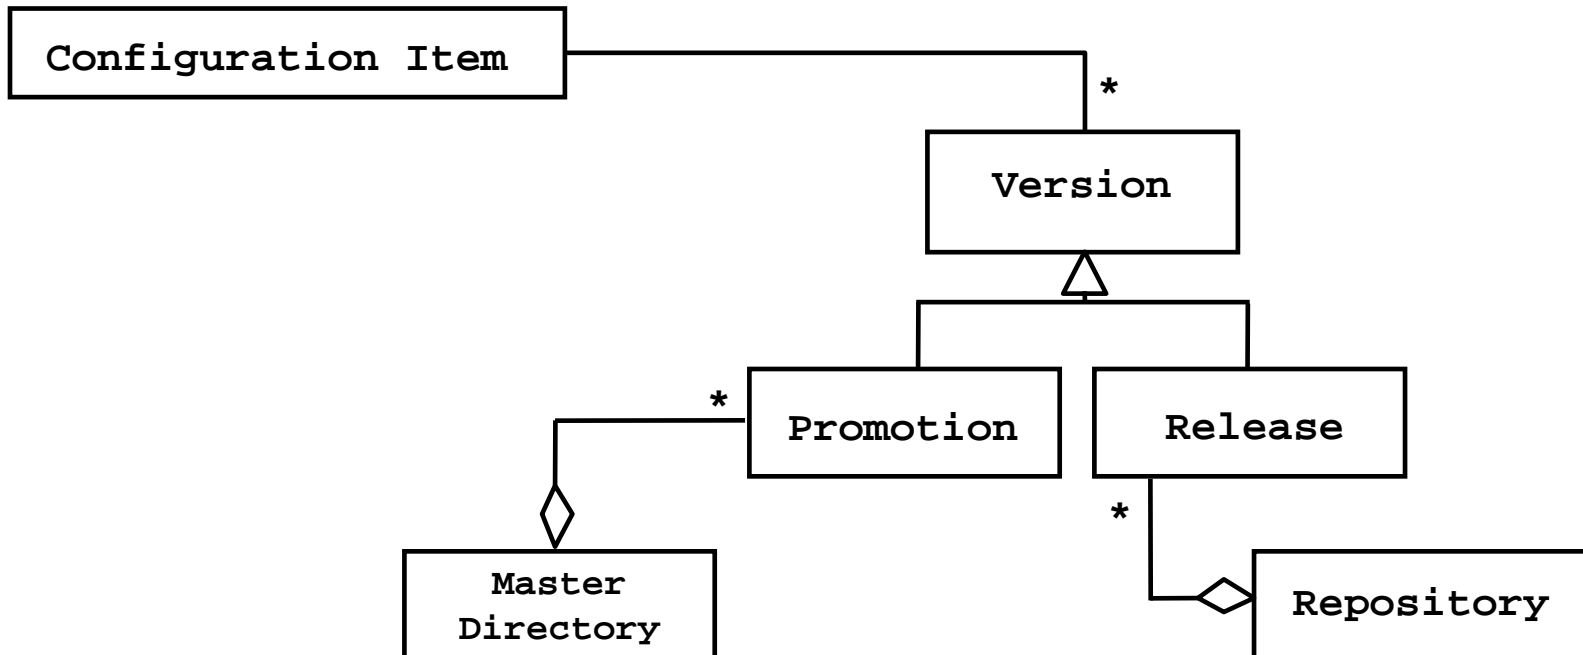 Configuration Item
*
Version
*
Promotion
Release
*
Master
Directory
Repository